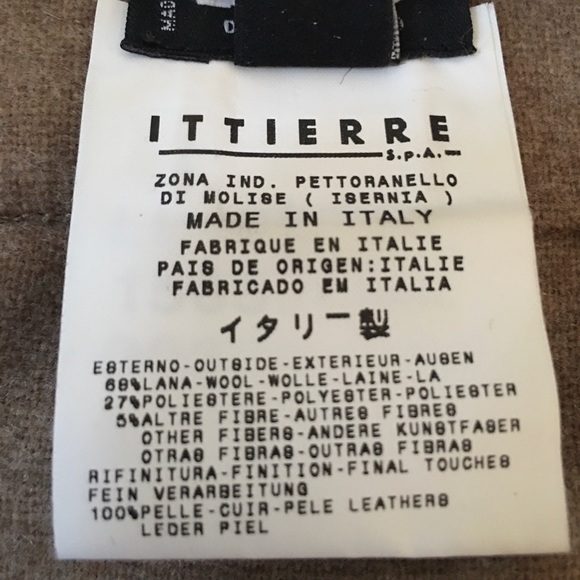 MAD
ITTIERRE
S.p.A.
ZONA IND. PETTORANELLO
DI MOLISE ( ISERNIA )
MADE IN ITALY
FABRIQUE EN ITALIE
PAIS DE ORIGEN:ITALIE
FABRICADO EM ITALIA
イタリー製
ESTERNO-OUTSIDE-EXTERIEUR-AUSEN
68%LANA-WOOL-WOLLE-LAINE-LA
27%POLIESTERE-POLYESTER-POLIESTER
5%ALTRE FIBRE-AUTRES FIBRES
OTHER FIBERS-ANDERE KUNSTFASER
OTRAS FIBRAS-OUTRAS FIBRAS
RIFINITURA-FINITION-FINAL TOUCHES
FEIN VERARBEITUNG
100%PELLE-CUIR-PELE LEATHERS
LEDER PIEL